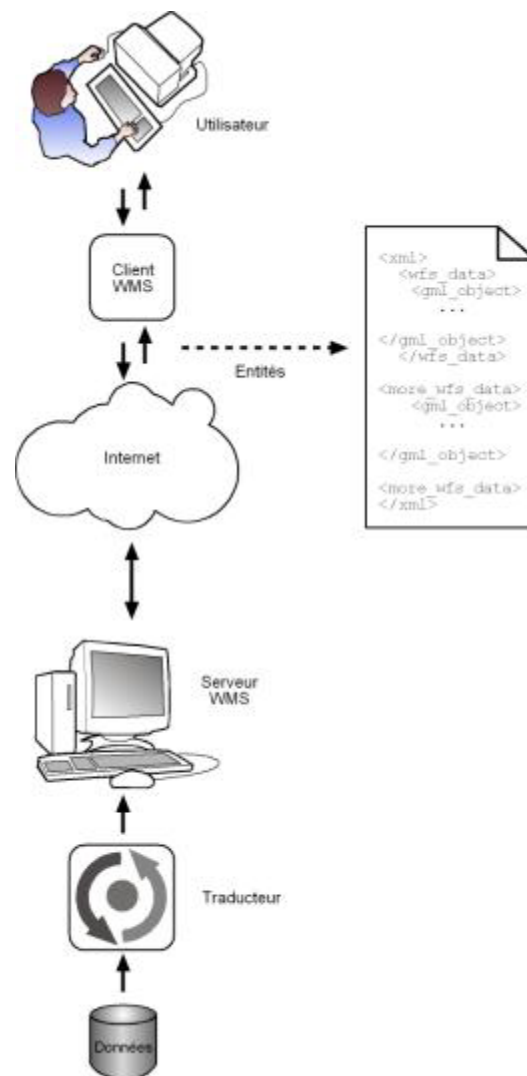 Utilisateur
Client
WMS
Entités
<xml>
<wfs_data>
<gml_object>
...
</gml_object>
</wfs_data>
<more_wfs_data>
<gml_object>
...
</gml_object>
<more_wfs_data>
</xml>
Internet
Serveur
WMS
Traducteur
Données